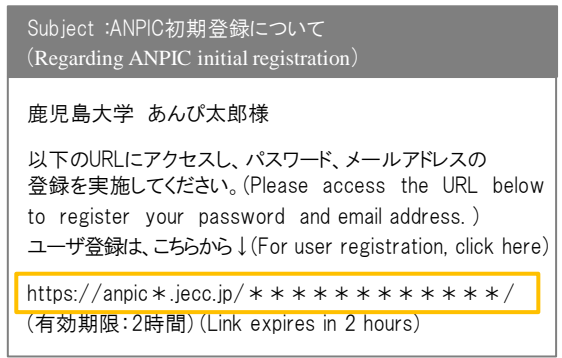 Subject :ANPIC初期登録について
(Regarding ANPIC initial registration)
鹿児島大学 あんぴ太郎様
以下のURLにアクセスし、パスワード、メールアドレスの
登録を実施してください。(Please access the URL below
to register your password and email address. )
ユーザ登録は、こちらから↓(For user registration, click here)
https://anpic＊.jecc.jp/＊＊＊＊＊＊＊＊＊＊＊＊/
(有効期限:2時間) (Link expires in 2 hours)